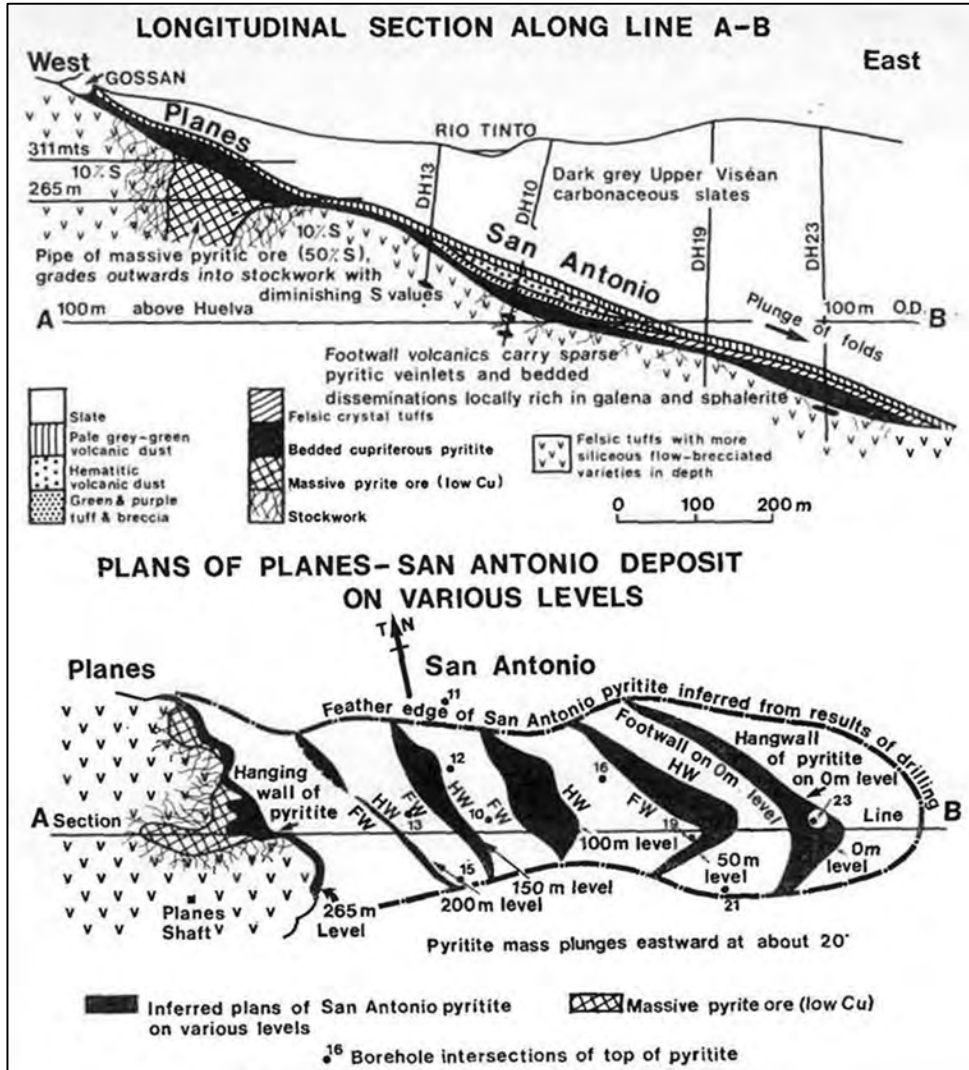 LONGITUDINAL SECTION ALONG LINE A-B
West
East
GOSSAN
Planes
RIO TINTO
311mts
10% S
265 m
DH13
DH10
Dark grey Upper Viséan
carbonaceous slates
DH19
DH23
10% S
San Antonio
Pipe of massive pyritic ore (50% S),
grades outwards into stockwork with
diminishing S values
A
100 m above Huelva
100 m O.D.
B
Plunge of
folds
Footwall volcanics carry sparse
pyritic veinlets and bedded
disseminations locally rich in galena and sphalerite
Slate
Pale grey-green
volcanic dust
Hematitic
volcanic dust
Green & purple
tuff & breccia
Felsic crystal tuffs
Bedded cupriferous pyritite
Massive pyrite ore (low Cu)
Stockwork
Felsic tuffs with more
siliceous flow-brecciated
varieties in depth
0 100 200 m
PLANS OF PLANES-SAN ANTONIO DEPOSIT
ON VARIOUS LEVELS
T N
Planes
San Antonio
11
Feather edge of San Antonio pyritite inferred from results of drilling
Footwall on 0m level
Hangwall
of pyritite
on 0m level
Hanging
wall of
pyritite
12
16
HW
FW
HW
FW
HW
FW
HW
FW
HW
23
A
Section
13
10
19
Line
B
100m level
50m
level
0m
level
15
150 m level
200 m level
21
265 m
Level
Planes
Shaft
Pyritite mass plunges eastward at about 20°
Inferred plans of
San Antonio pyritite
on various levels
Massive pyrite ore (low Cu)
16 Borehole intersections of top of pyritite